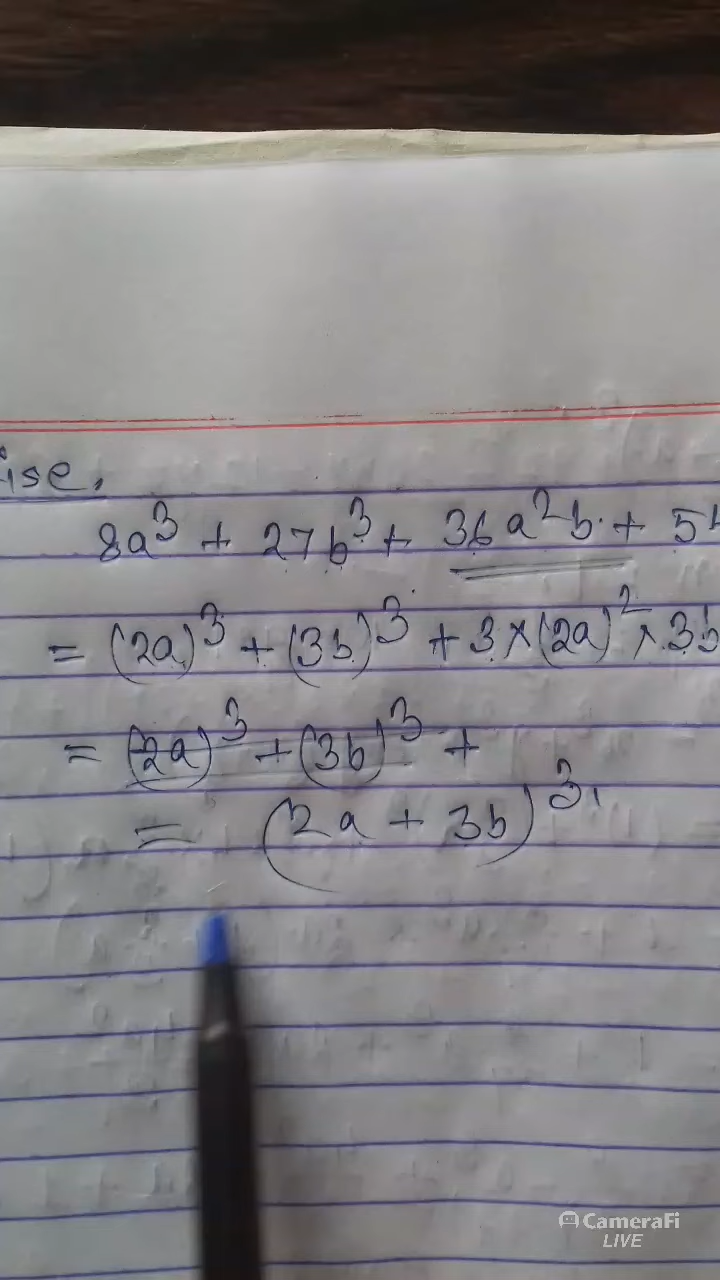 ise.
8a³ + 27b³ + 36a²b + 5
= (2a)³ + (3b)³ + 3×(2a)²×3b
= (2a)³ + (3b)³ +
= (2a + 3b)³
CameraFi
LIVE